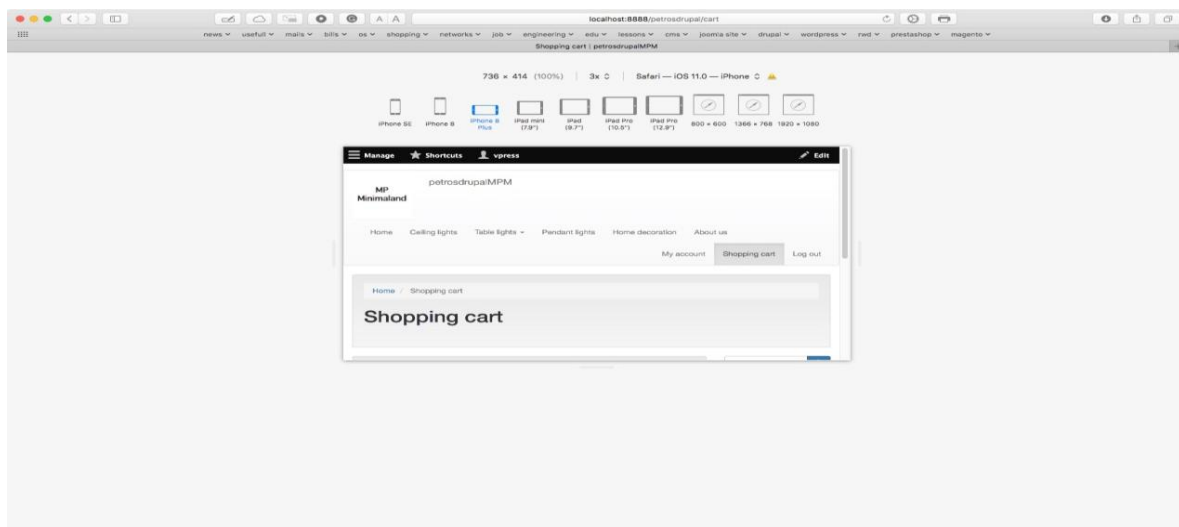 localhost:8888/petrosdrupal/cart
news usefull mails bills os shopping networks job engineering edu lessons cms joomla site drupal wordpress rwd prestashop magento
Shopping cart | petrosdrupalMPM
736 × 414 (100%) 3x Safari — iOS 11.0 — iPhone
iPhone SE iPhone 8 iPhone 8 Plus iPad mini (7.9") iPad (9.7") iPad Pro (10.5") iPad Pro (12.9") 800 × 600 1366 × 768 1920 × 1080
Manage Shortcuts vpress Edit
MP
Minimaland
petrosdrupalMPM
Home Ceiling lights Table lights Pendant lights Home decoration About us
My account Shopping cart Log out
Home / Shopping cart
Shopping cart